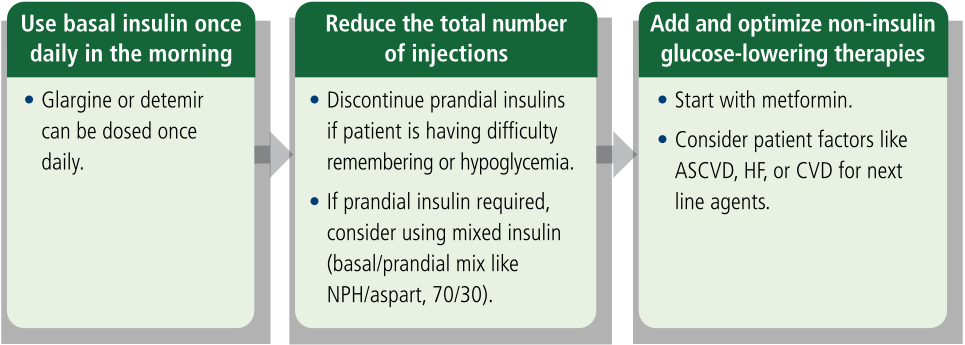 Use basal insulin once
daily in the morning
• Glargine or detemir
can be dosed once
daily.
Reduce the total number
of injections
• Discontinue prandial insulins
if patient is having difficulty
remembering or hypoglycemia.
• If prandial insulin required,
consider using mixed insulin
(basal/prandial mix like
NPH/aspart, 70/30).
Add and optimize non-insulin
glucose-lowering therapies
• Start with metformin.
• Consider patient factors like
ASCVD, HF, or CVD for next
line agents.